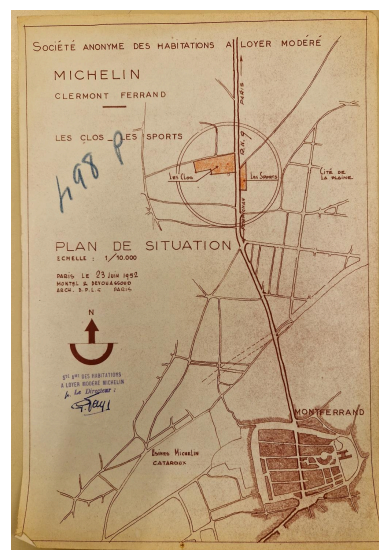 SOCIÉTÉ ANONYME DES HABITATIONS A LOYER MODÉRÉ
MICHELIN
CLERMONT FERRAND
LES CLOS _ LES SPORTS
498 P
PARIS
R.N. 9
LES CLOS
LES SPORTS
CITÉ DE
LA PLAINE
PLAN DE SITUATION
ECHELLE : 1/10.000
PARIS LE 23 JUIN 1952
ARCH. D.P.L.G PARIS
N
STÉ AME DES HABITATIONS
A LOYER MODÉRÉ MICHELIN
Le Directeur :
MONTFERRAND
USINES MICHELIN
CATAROUX